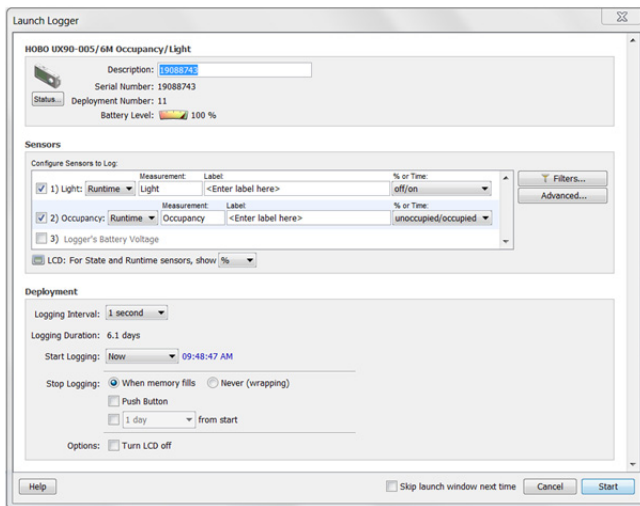 Launch Logger
HOBO UX90-005/6M Occupancy/Light
Description: 19088743
Serial Number: 19088743
Status...
Deployment Number: 11
Battery Level: 100 %
Sensors
Configure Sensors to Log:
Measurement: Label: % or Time:
1) Light: Runtime Light <Enter label here> off/on
Filters...
Advanced...
Measurement: Label: % or Time:
2) Occupancy: Runtime Occupancy <Enter label here> unoccupied/occupied
3) Logger's Battery Voltage
LCD: For State and Runtime sensors, show %
Deployment
Logging Interval: 1 second
Logging Duration: 6.1 days
Start Logging: Now 09:48:47 AM
Stop Logging: When memory fills Never (wrapping)
Push Button
1 day from start
Options: Turn LCD off
Help Skip launch window next time Cancel Start